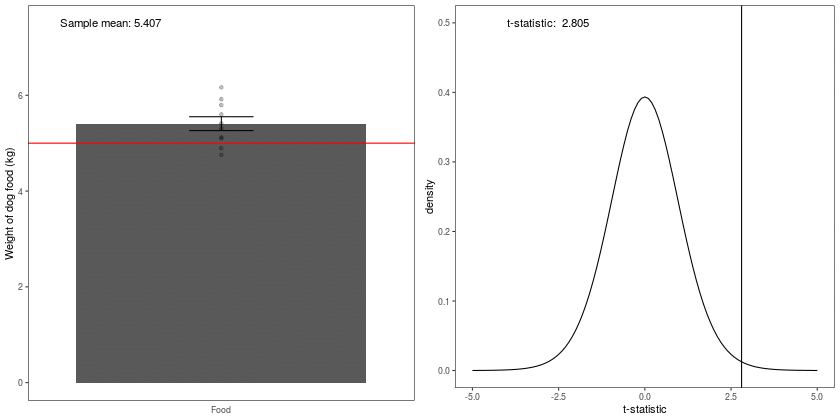 Sample mean: 5.407
Weight of dog food (kg)
6
4
2
0
Food
t-statistic:  2.805
density
0.5
0.4
0.3
0.2
0.1
0.0
-5.0 -2.5 0.0 2.5 5.0
t-statistic